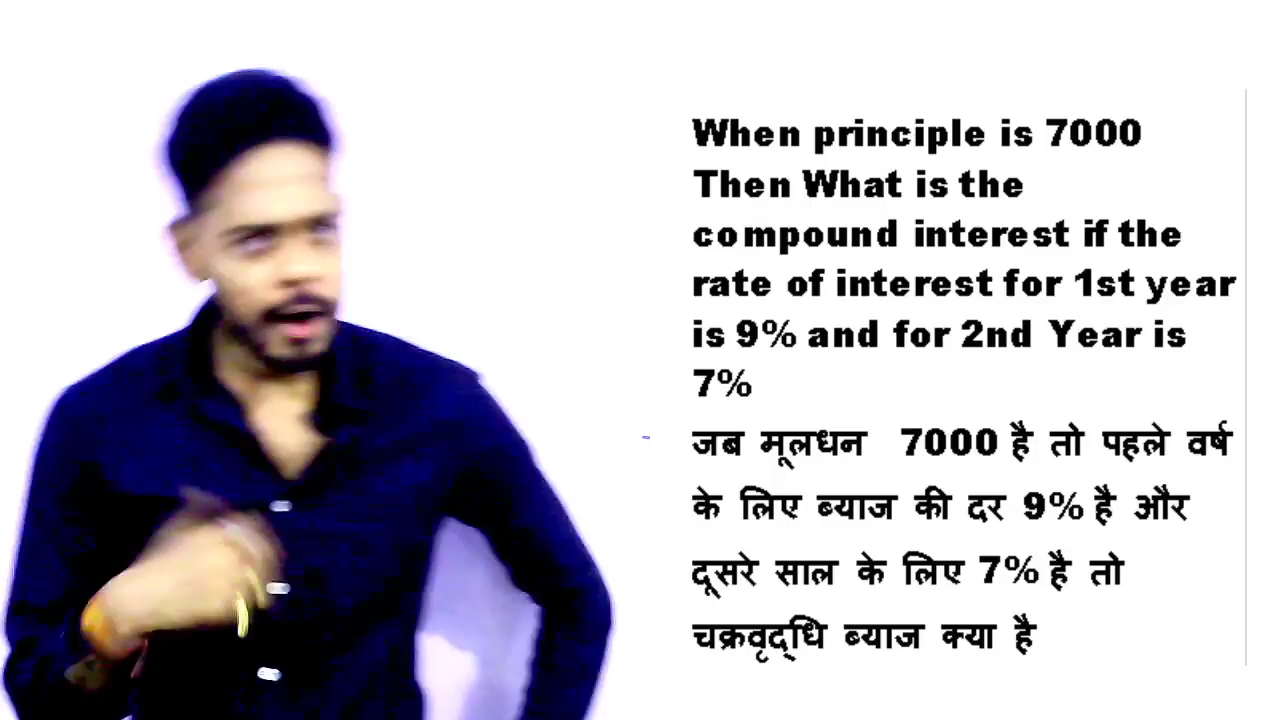 When principle is 7000
Then What is the
compound interest if the
rate of interest for 1st year
is 9% and for 2nd Year is
7%
जब मूलधन 7000 है तो पहले वर्ष
के लिए ब्याज की दर 9% है और
दूसरे साल के लिए 7% है तो
चक्रवृद्धि ब्याज क्या है